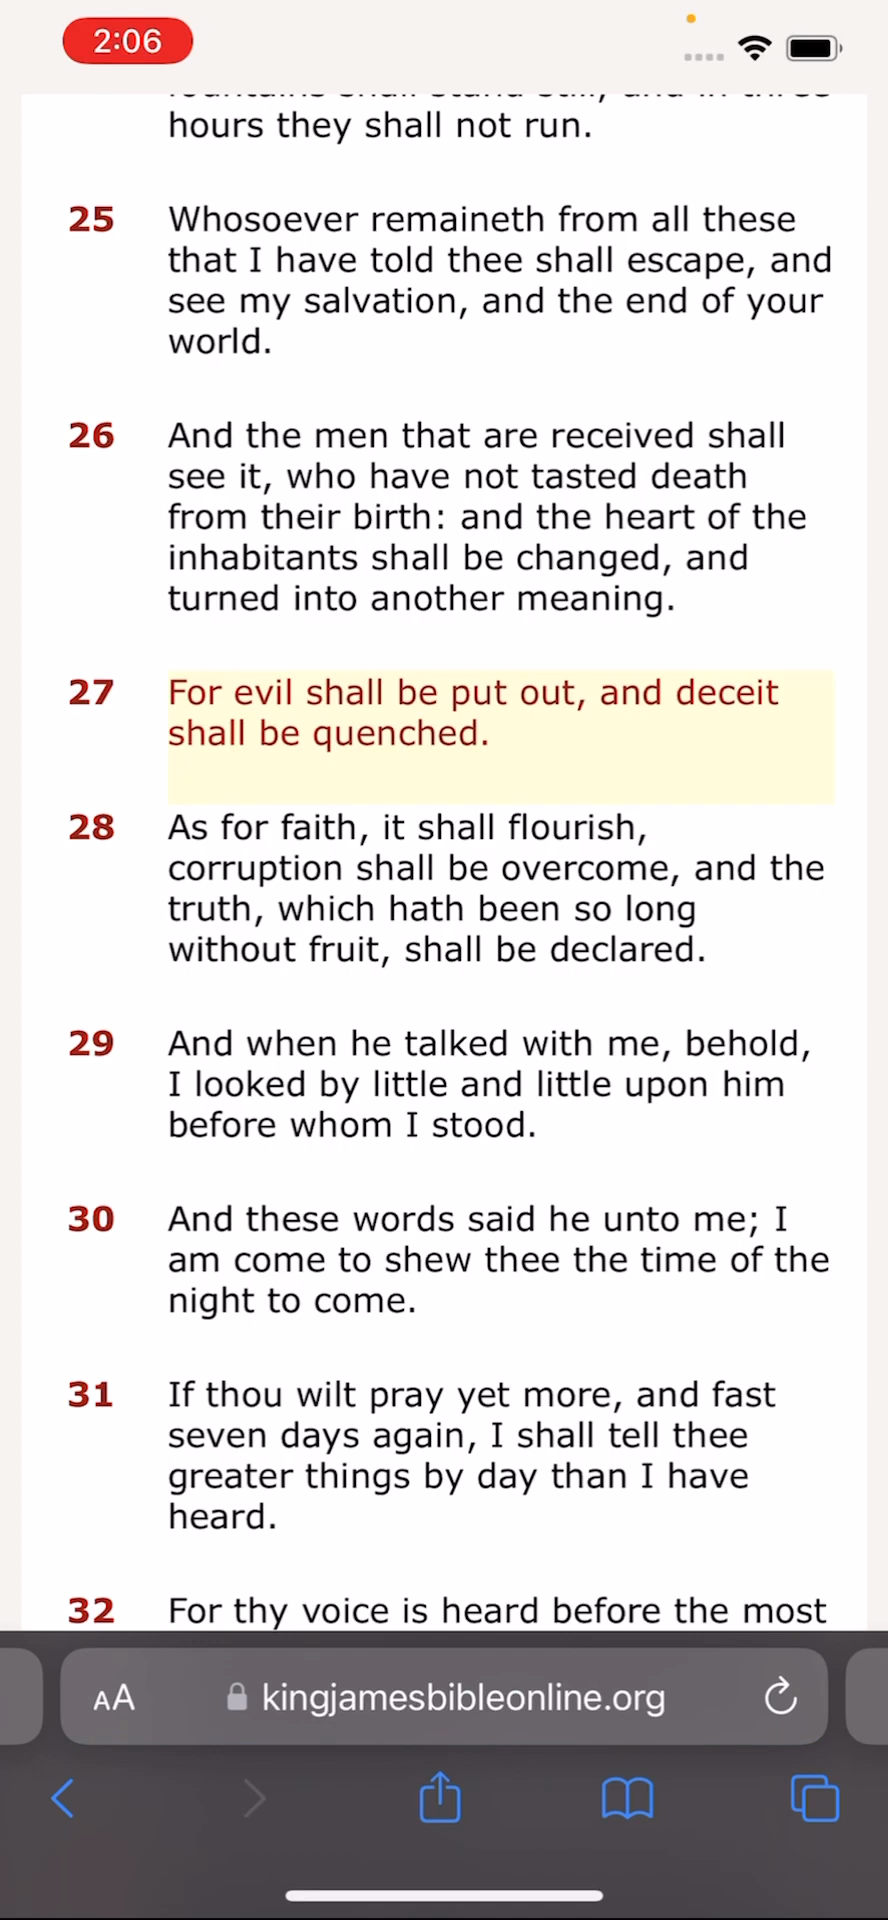 2:06
hours they shall not run.
25 Whosoever remaineth from all these
that I have told thee shall escape, and
see my salvation, and the end of your
world.
26 And the men that are received shall
see it, who have not tasted death
from their birth: and the heart of the
inhabitants shall be changed, and
turned into another meaning.
27 For evil shall be put out, and deceit
shall be quenched.
28 As for faith, it shall flourish,
corruption shall be overcome, and the
truth, which hath been so long
without fruit, shall be declared.
29 And when he talked with me, behold,
I looked by little and little upon him
before whom I stood.
30 And these words said he unto me; I
am come to shew thee the time of the
night to come.
31 If thou wilt pray yet more, and fast
seven days again, I shall tell thee
greater things by day than I have
heard.
32 For thy voice is heard before the most
AA kingjamesbibleonline.org